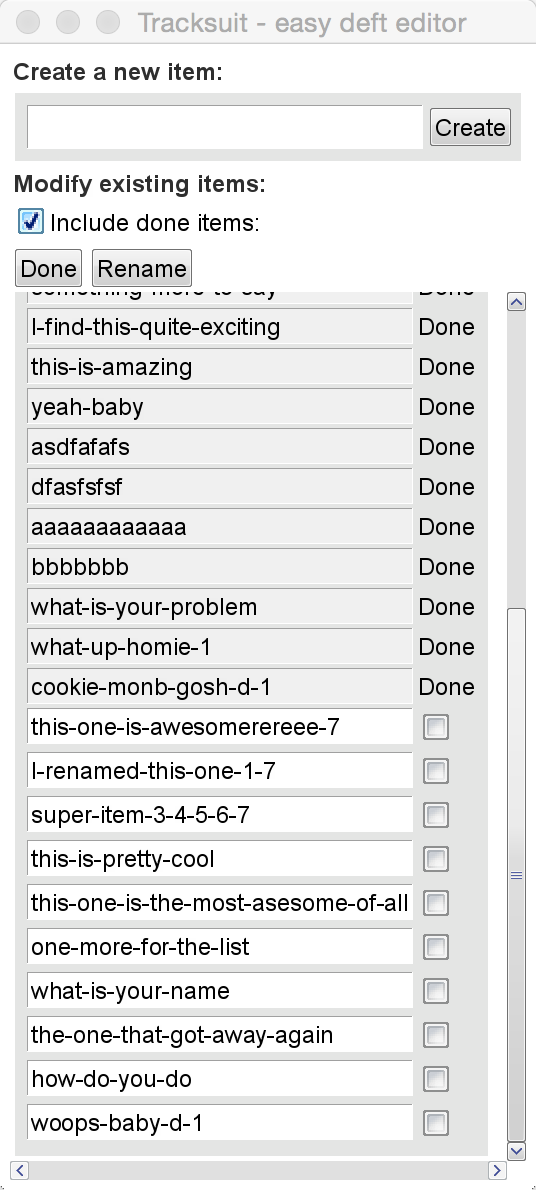 Tracksuit - easy deft editor
Create a new item:
Create
Modify existing items:
Include done items:
Done Rename
something-more-to-say Done
I-find-this-quite-exciting Done
this-is-amazing Done
yeah-baby Done
asdfafafs Done
dfasfsfsf Done
aaaaaaaaaaaa Done
bbbbbbb Done
what-is-your-problem Done
what-up-homie-1 Done
cookie-monb-gosh-d-1 Done
this-one-is-awesomerereee-7
I-renamed-this-one-1-7
super-item-3-4-5-6-7
this-is-pretty-cool
this-one-is-the-most-asesome-of-all
one-more-for-the-list
what-is-your-name
the-one-that-got-away-again
how-do-you-do
woops-baby-d-1